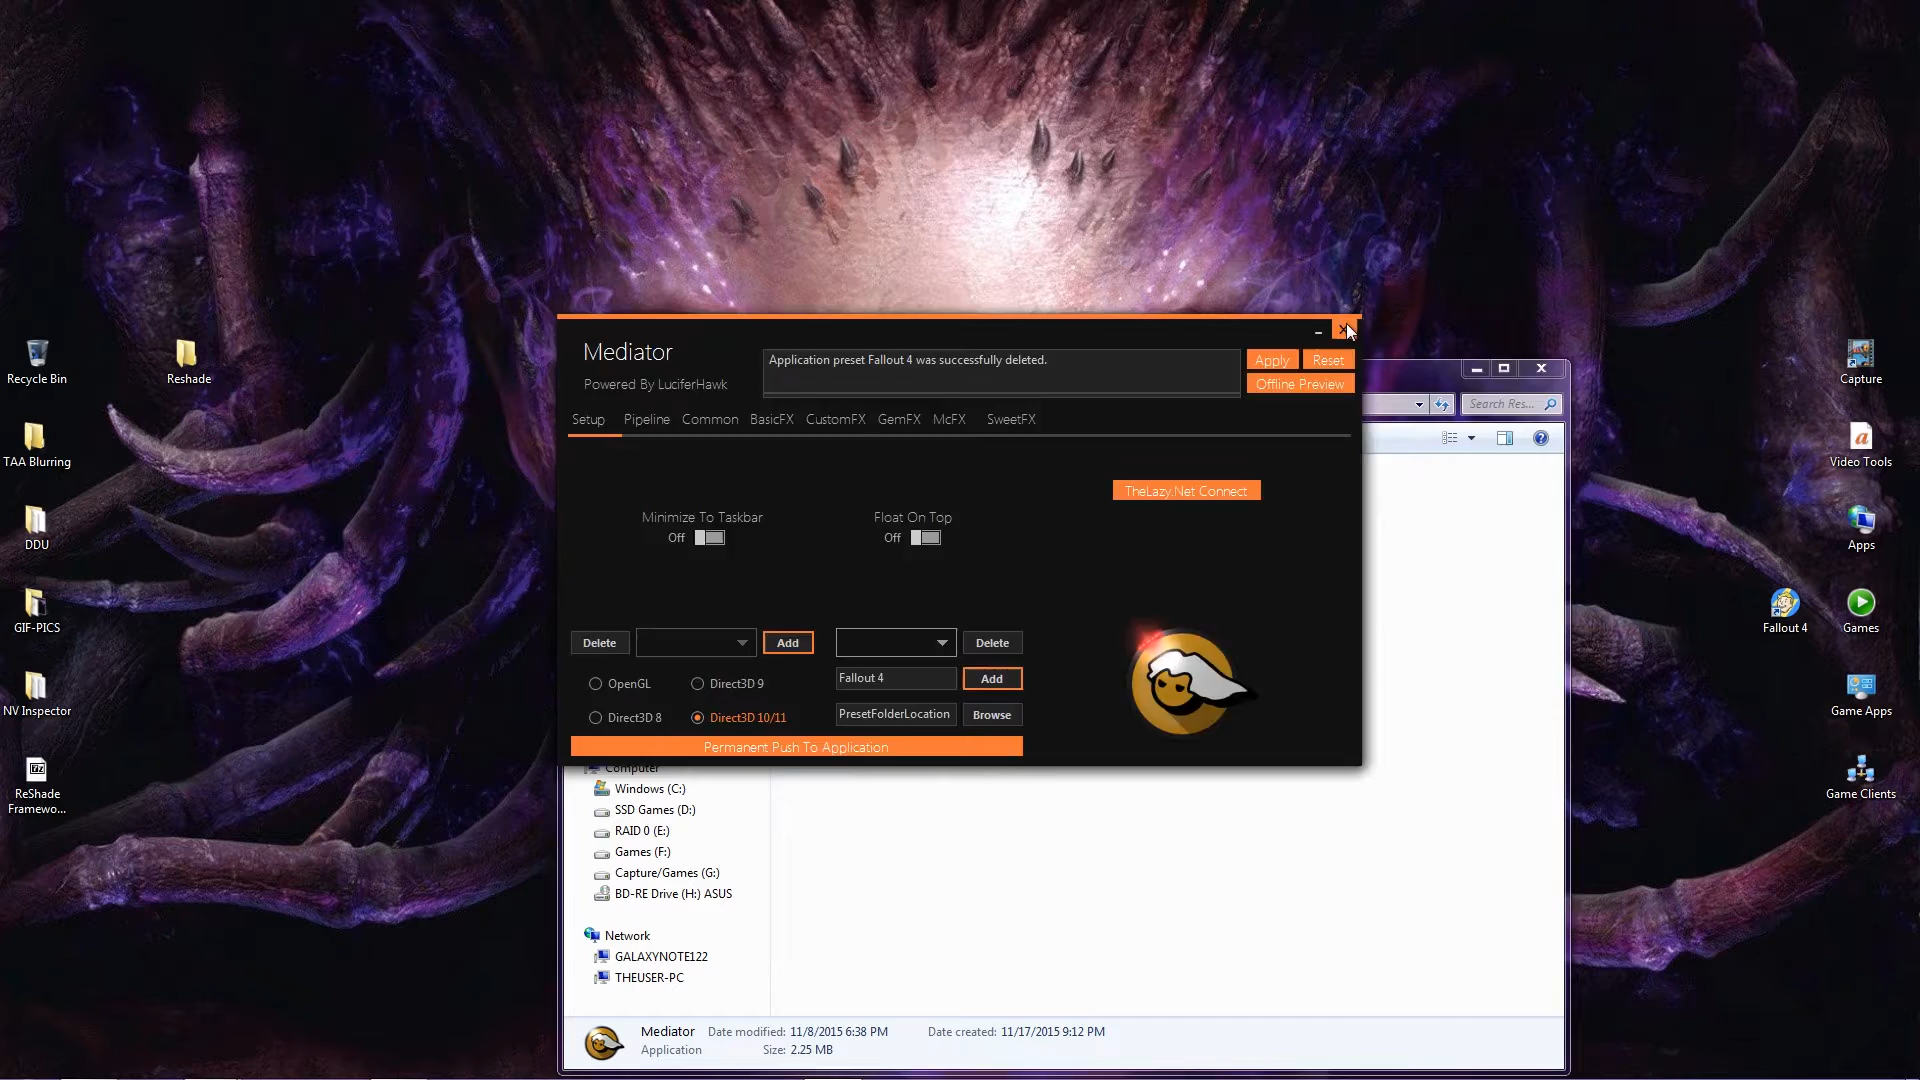 Recycle Bin
Reshade
TAA Blurring
DDU
GIF-PICS
NV Inspector
ReShade
Framewo...
Mediator
Powered By LuciferHawk
Application preset Fallout 4 was successfully deleted.
Apply
Reset
Offline Preview
Setup Pipeline Common BasicFX CustomFX GemFX McFX SweetFX
TheLazy.Net Connect
Minimize To Taskbar
Off
Float On Top
Off
Delete
Add
Delete
OpenGL
Direct3D 9
Fallout 4
Add
Direct3D 8
Direct3D 10/11
PresetFolderLocation
Browse
Permanent Push To Application
Search Res...
Computer
Windows (C:)
SSD Games (D:)
RAID 0 (E:)
Games (F:)
Capture/Games (G:)
BD-RE Drive (H:) ASUS
Network
GALAXYNOTE122
THEUSER-PC
Mediator Date modified: 11/8/2015 6:38 PM Date created: 11/17/2015 9:12 PM
Application Size: 2.25 MB
Capture
Video Tools
Apps
Fallout 4
Games
Game Apps
Game Clients